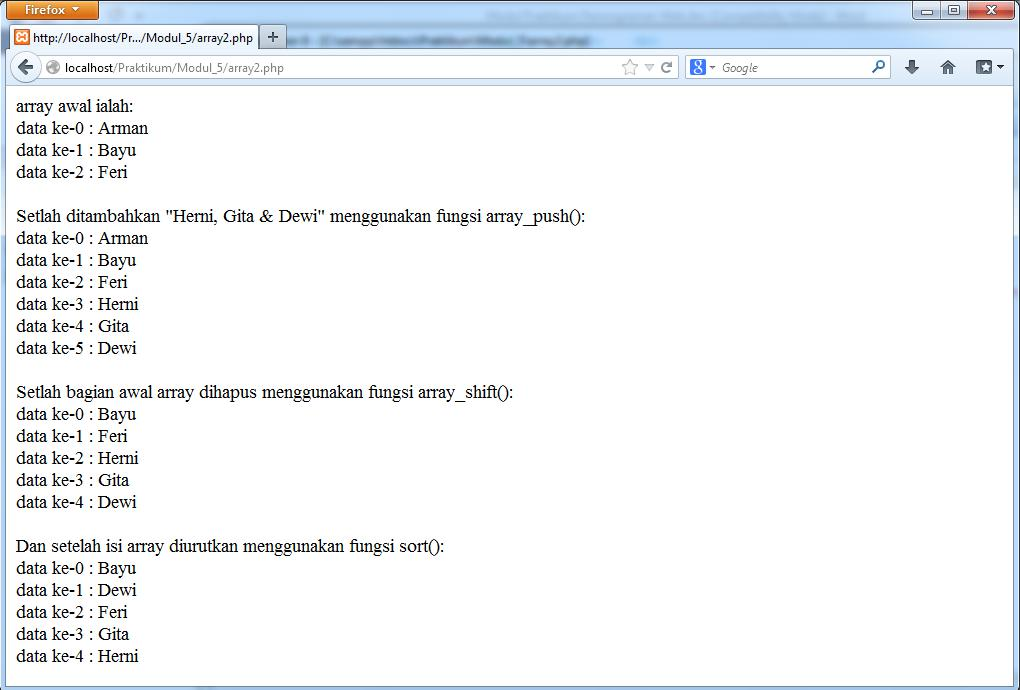 Firefox
http://localhost/Pr.../Modul_5/array2.php
localhost/Praktikum/Modul_5/array2.php
Google
array awal ialah:
data ke-0 : Arman
data ke-1 : Bayu
data ke-2 : Feri
Setlah ditambahkan "Herni, Gita & Dewi" menggunakan fungsi array_push():
data ke-0 : Arman
data ke-1 : Bayu
data ke-2 : Feri
data ke-3 : Herni
data ke-4 : Gita
data ke-5 : Dewi
Setlah bagian awal array dihapus menggunakan fungsi array_shift():
data ke-0 : Bayu
data ke-1 : Feri
data ke-2 : Herni
data ke-3 : Gita
data ke-4 : Dewi
Dan setelah isi array diurutkan menggunakan fungsi sort():
data ke-0 : Bayu
data ke-1 : Dewi
data ke-2 : Feri
data ke-3 : Gita
data ke-4 : Herni